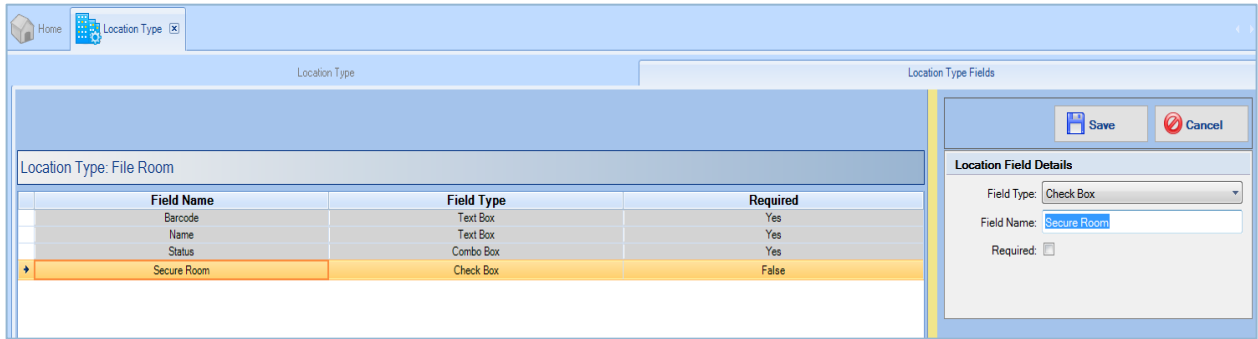 Home Location Type
Location Type Location Type Fields
Save Cancel
Location Type: File Room
Location Field Details
Field Type: Check Box
Field Name: Secure Room
Required:
Field Name Field Type Required
Barcode Text Box Yes
Name Text Box Yes
Status Combo Box Yes
Secure Room Check Box False